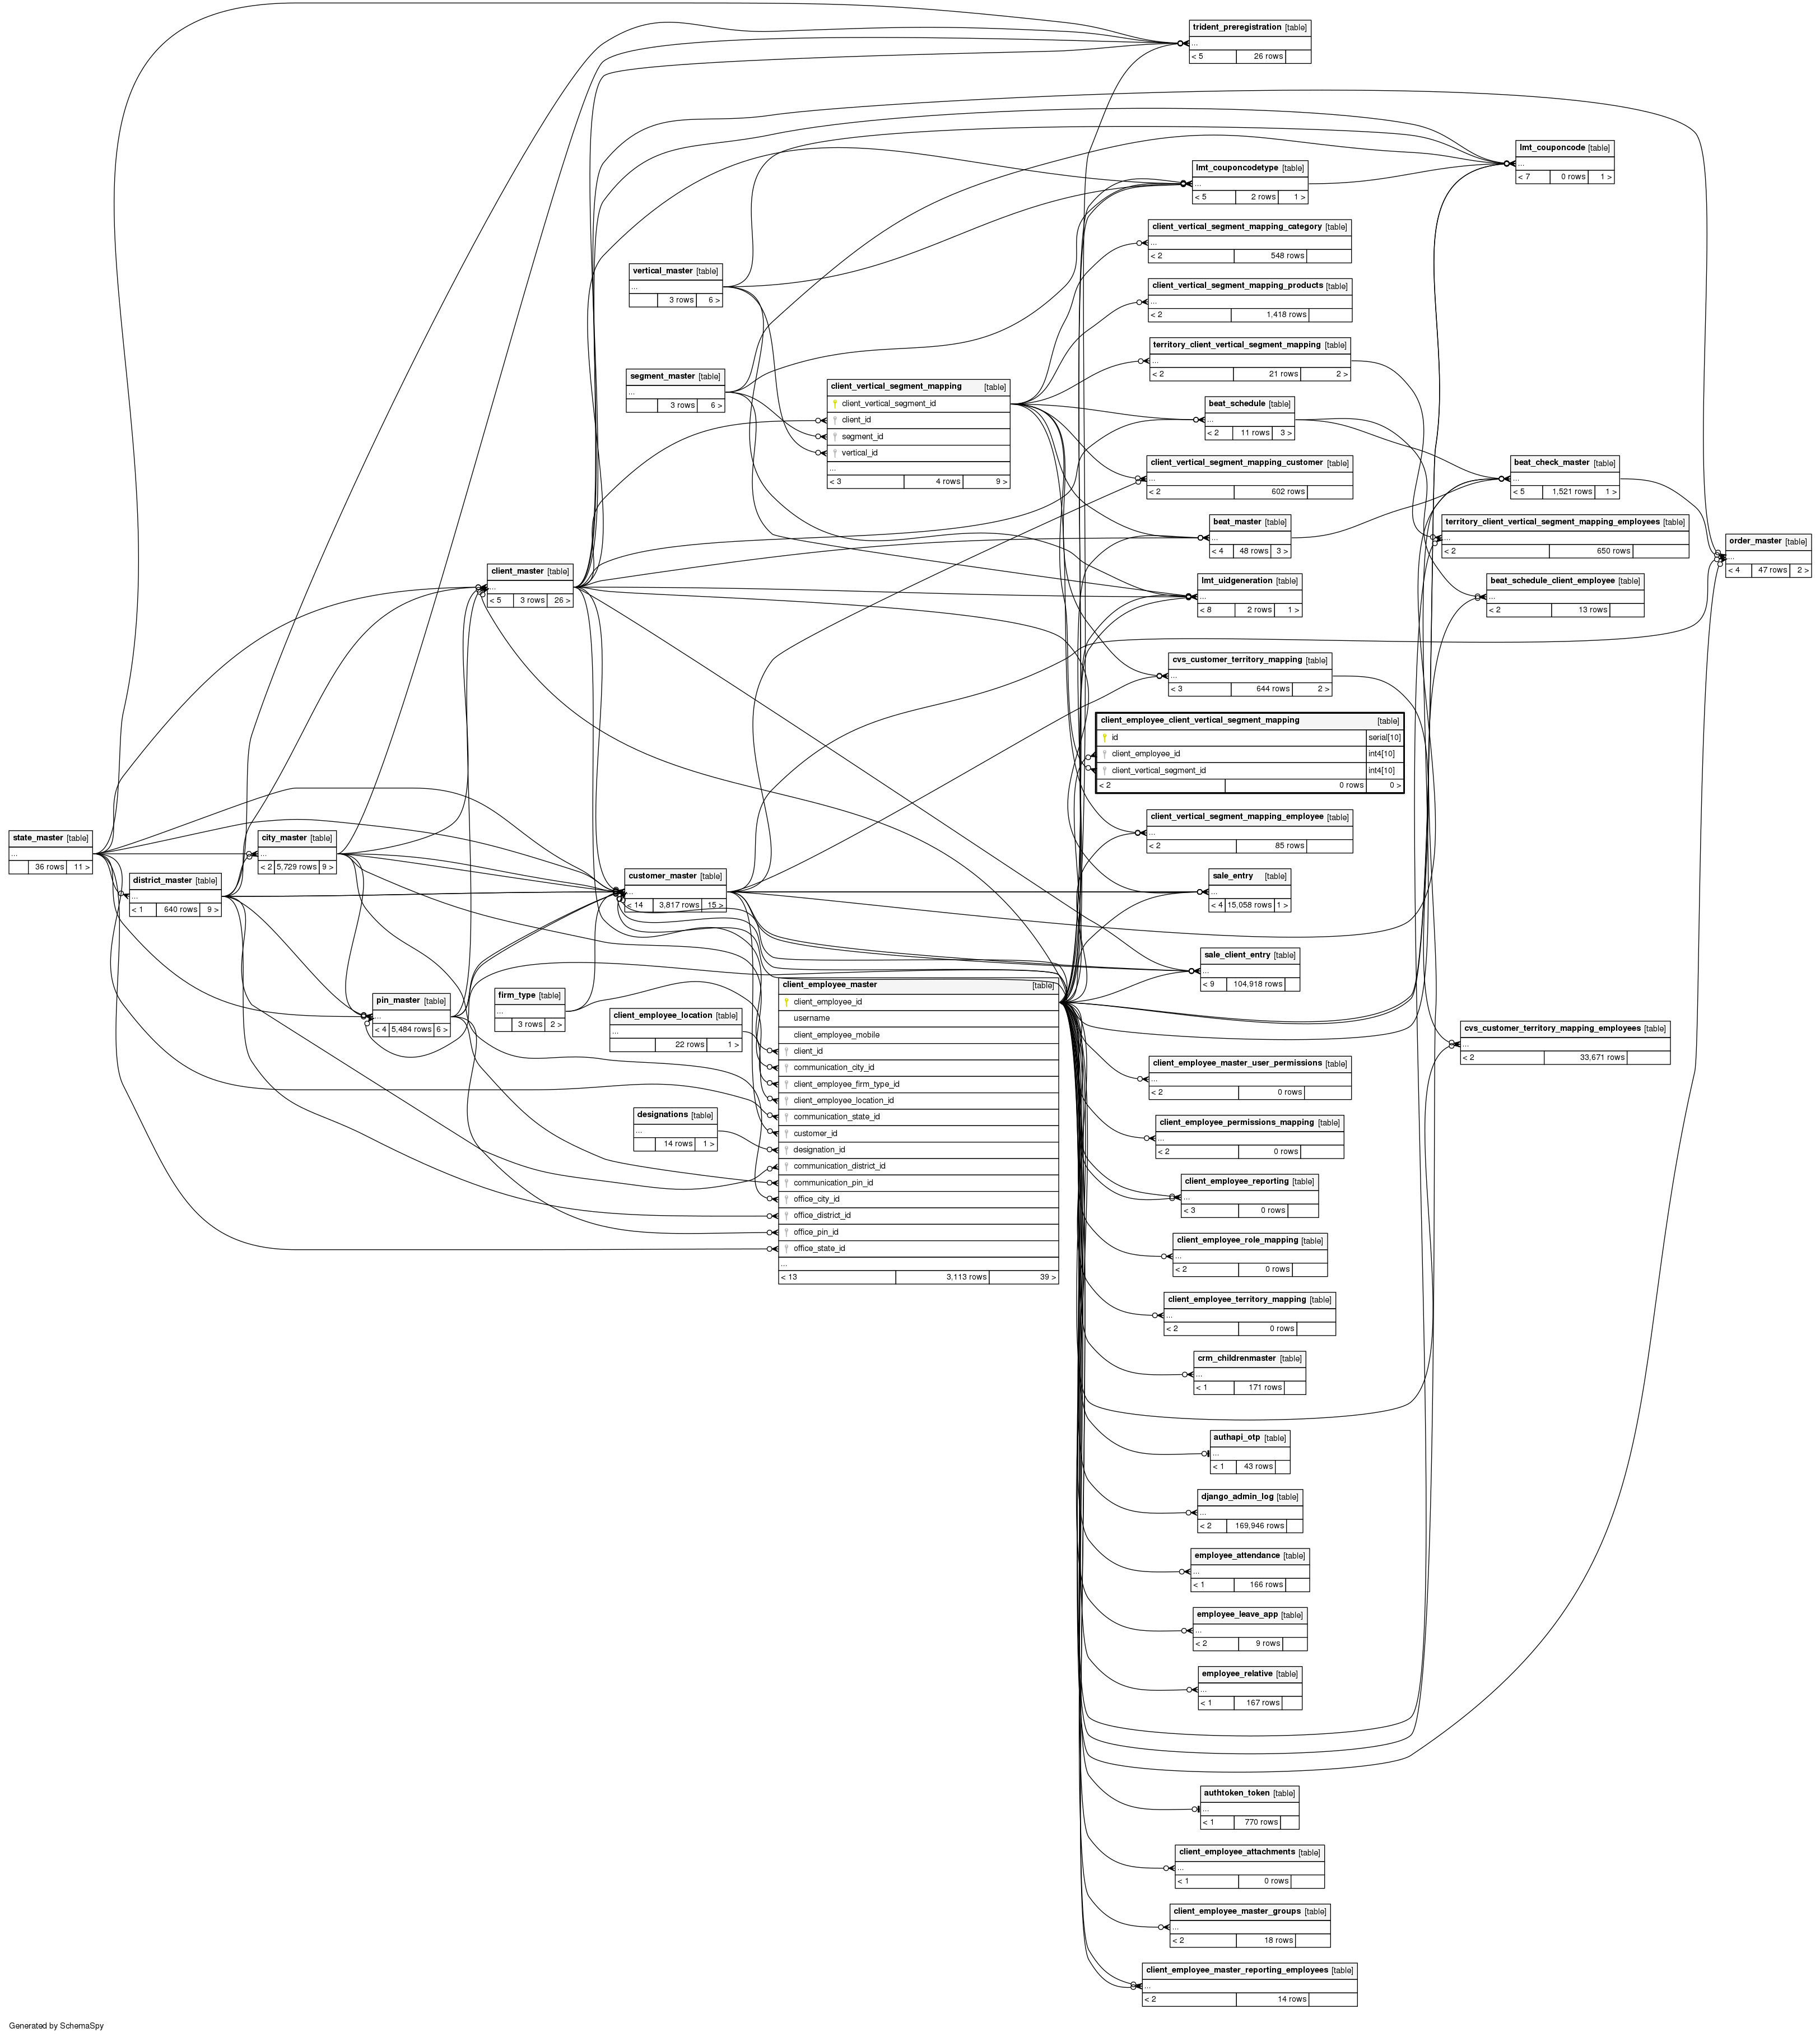 trident_preregistration [table]
...
< 5 26 rows
lmt_couponcode [table]
...
< 7 0 rows 1 >
lmt_couponcodetype [table]
...
< 5 2 rows 1 >
client_vertical_segment_mapping_category [table]
...
< 2 548 rows
vertical_master [table]
...
3 rows 6 >
client_vertical_segment_mapping_products [table]
...
< 2 1,418 rows
territory_client_vertical_segment_mapping [table]
...
< 2 21 rows 2 >
segment_master [table]
...
3 rows 6 >
client_vertical_segment_mapping [table]
client_vertical_segment_id
client_id
segment_id
vertical_id
...
< 3 4 rows 9 >
beat_schedule [table]
...
< 2 11 rows 3 >
client_vertical_segment_mapping_customer [table]
...
< 2 602 rows
beat_check_master [table]
...
< 5 1,521 rows 1 >
beat_master [table]
...
< 4 48 rows 3 >
territory_client_vertical_segment_mapping_employees [table]
...
< 2 650 rows
order_master [table]
...
< 4 47 rows 2 >
client_master [table]
...
< 5 3 rows 26 >
lmt_uidgeneration [table]
...
< 8 2 rows 1 >
beat_schedule_client_employee [table]
...
< 2 13 rows
cvs_customer_territory_mapping [table]
...
< 3 644 rows 2 >
client_employee_client_vertical_segment_mapping [table]
id serial[10]
client_employee_id int4[10]
client_vertical_segment_id int4[10]
< 2 0 rows 0 >
client_vertical_segment_mapping_employee [table]
...
< 2 85 rows
state_master [table]
...
36 rows 11 >
city_master [table]
...
< 2 5,729 rows 9 >
district_master [table]
...
< 1 640 rows 9 >
customer_master [table]
...
< 14 3,817 rows 15 >
sale_entry [table]
...
< 4 15,058 rows 1 >
sale_client_entry [table]
...
< 9 104,918 rows
pin_master [table]
...
< 4 5,484 rows 6 >
firm_type [table]
...
3 rows 2 >
client_employee_location [table]
...
22 rows 1 >
designations [table]
...
14 rows 1 >
client_employee_master [table]
client_employee_id
username
client_employee_mobile
client_id
communication_city_id
client_employee_firm_type_id
client_employee_location_id
communication_state_id
customer_id
designation_id
communication_district_id
communication_pin_id
office_city_id
office_district_id
office_pin_id
office_state_id
...
< 13 3,113 rows 39 >
cvs_customer_territory_mapping_employees [table]
...
< 2 33,671 rows
client_employee_master_user_permissions [table]
...
< 2 0 rows
client_employee_permissions_mapping [table]
...
< 2 0 rows
client_employee_reporting [table]
...
< 3 0 rows
client_employee_role_mapping [table]
...
< 2 0 rows
client_employee_territory_mapping [table]
...
< 2 0 rows
crm_childrenmaster [table]
...
< 1 171 rows
authapi_otp [table]
...
< 1 43 rows
django_admin_log [table]
...
< 2 169,946 rows
employee_attendance [table]
...
< 1 166 rows
employee_leave_app [table]
...
< 2 9 rows
employee_relative [table]
...
< 1 167 rows
authtoken_token [table]
...
< 1 770 rows
client_employee_attachments [table]
...
< 1 0 rows
client_employee_master_groups [table]
...
< 2 18 rows
client_employee_master_reporting_employees [table]
...
< 2 14 rows
Generated by SchemaSpy